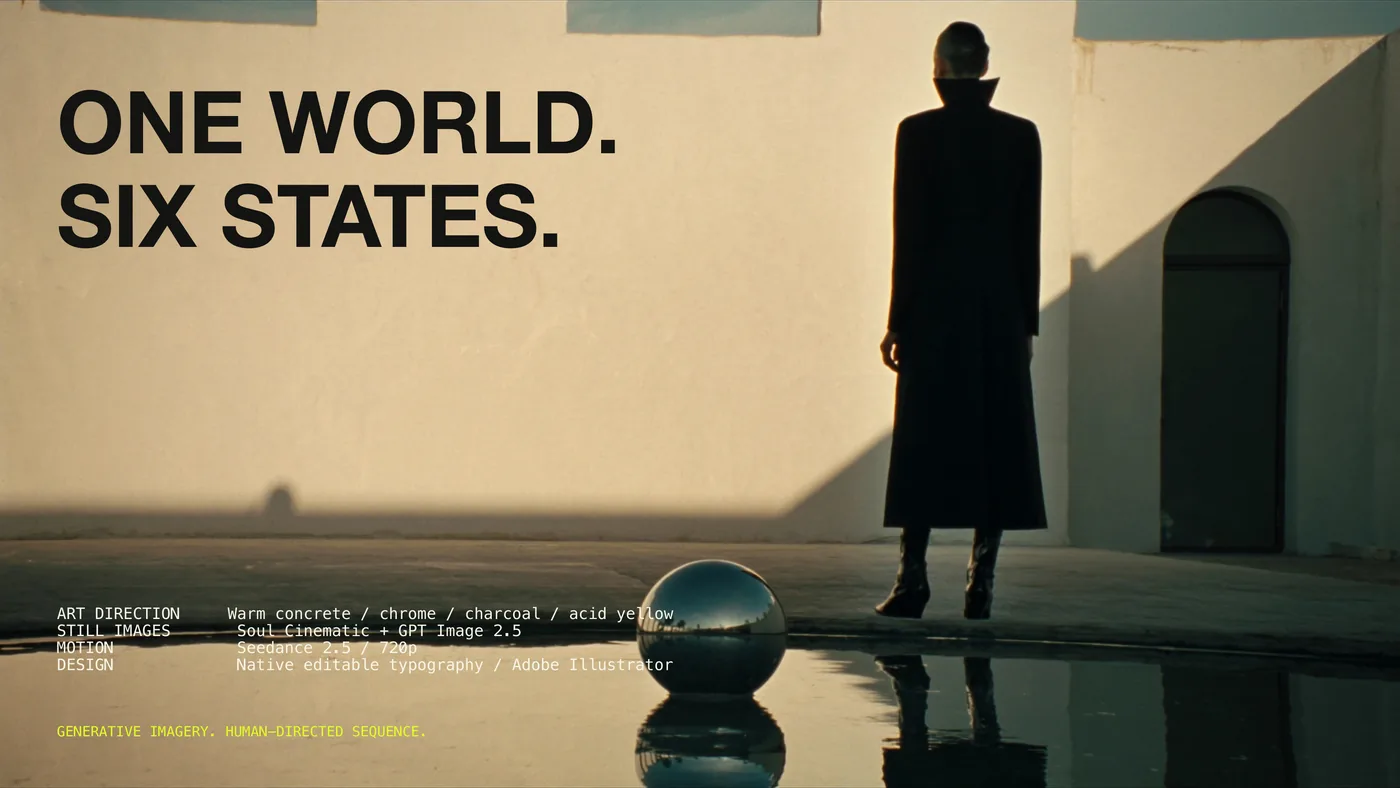 ONE WORLD.
SIX STATES.
ART DIRECTION Warm concrete / chrome / charcoal / acid yellow
STILL IMAGES Soul Cinematic + GPT Image 2.5
MOTION Seedance 2.5 / 720p
DESIGN Native editable typography / Adobe Illustrator
GENERATIVE IMAGERY. HUMAN–DIRECTED SEQUENCE.